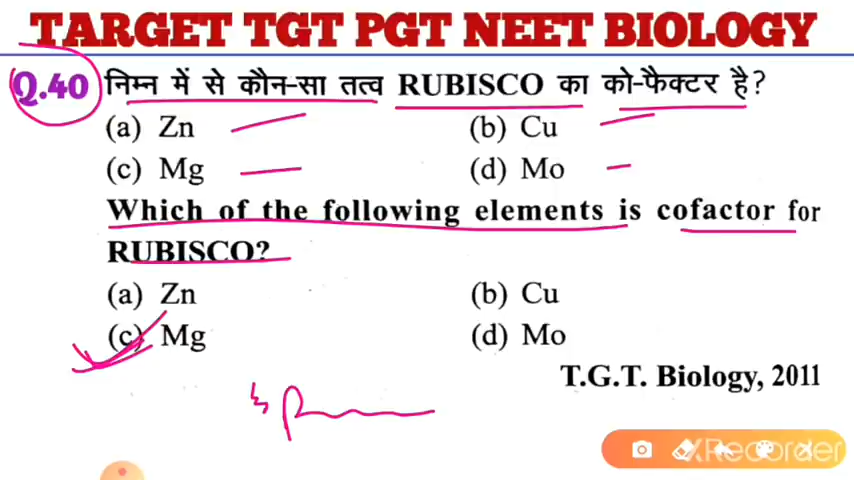 TARGET TGT PGT NEET BIOLOGY
Q.40 निम्न में से कौन-सा तत्व RUBISCO का को-फैक्टर है?
(a) Zn (b) Cu
(c) Mg (d) Mo
Which of the following elements is cofactor for
RUBISCO?
(a) Zn (b) Cu
(c) Mg (d) Mo
T.G.T. Biology, 2011
XRecorder